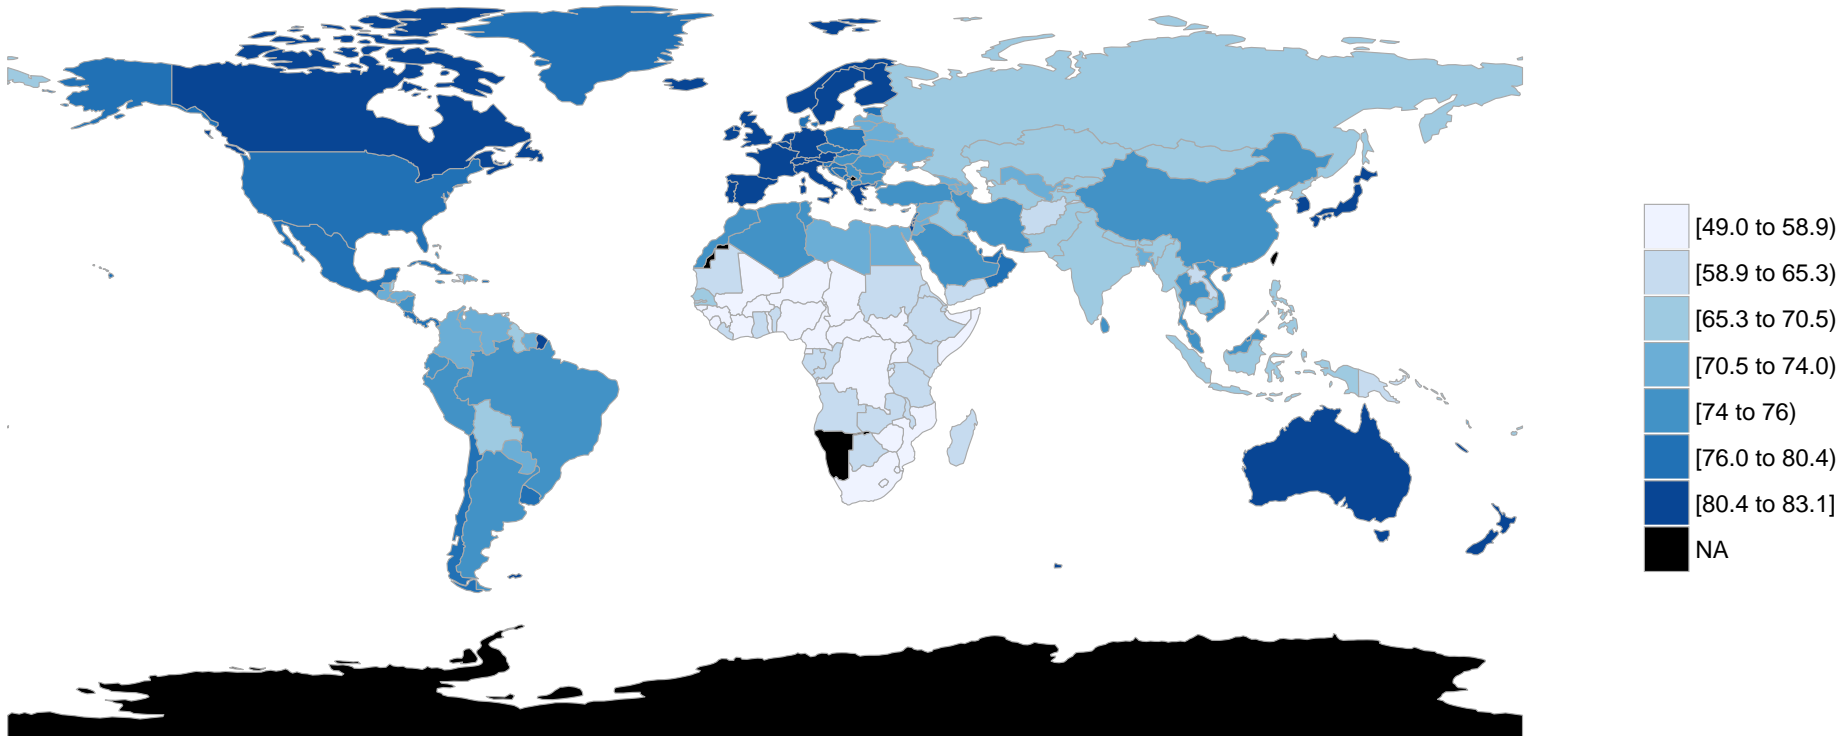 [49.0 to 58.9)
[58.9 to 65.3)
[65.3 to 70.5)
[70.5 to 74.0)
[74 to 76)
[76.0 to 80.4)
[80.4 to 83.1]
NA